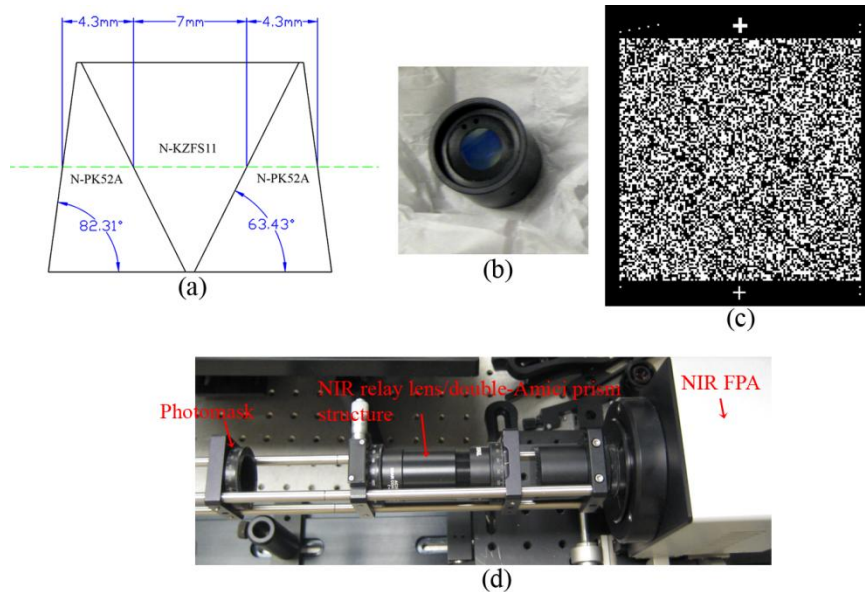 4.3mm 7mm 4.3mm
N-KZFS11
N-PK52A N-PK52A
82.31° 63.43°
(a)
(b)
(c)
Photomask
NIR relay lens/double-Amici prism
structure
NIR FPA
(d)